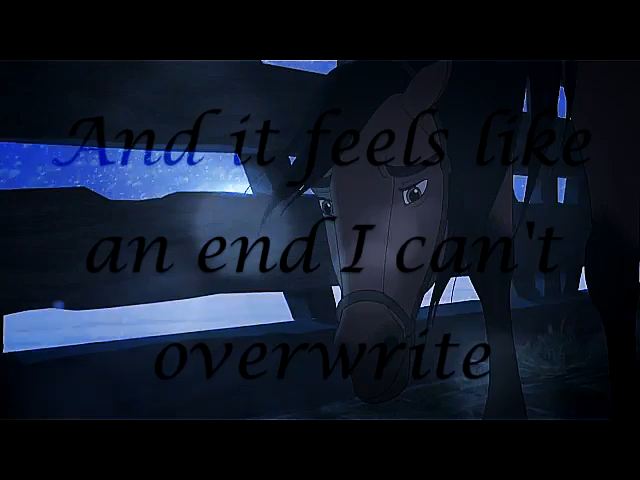 And it feels like
an end I can't
overwrite